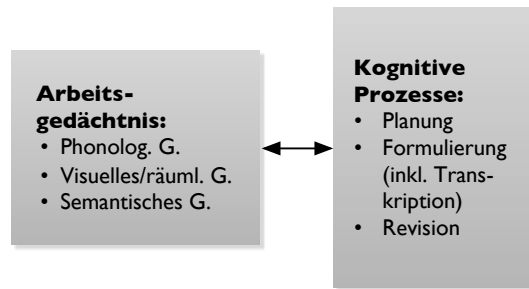 Arbeits-
gedächtnis:
• Phonolog. G.
• Visuelles/räuml. G.
• Semantisches G.
Kognitive
Prozesse:
• Planung
• Formulierung
(inkl. Trans-
kription)
• Revision